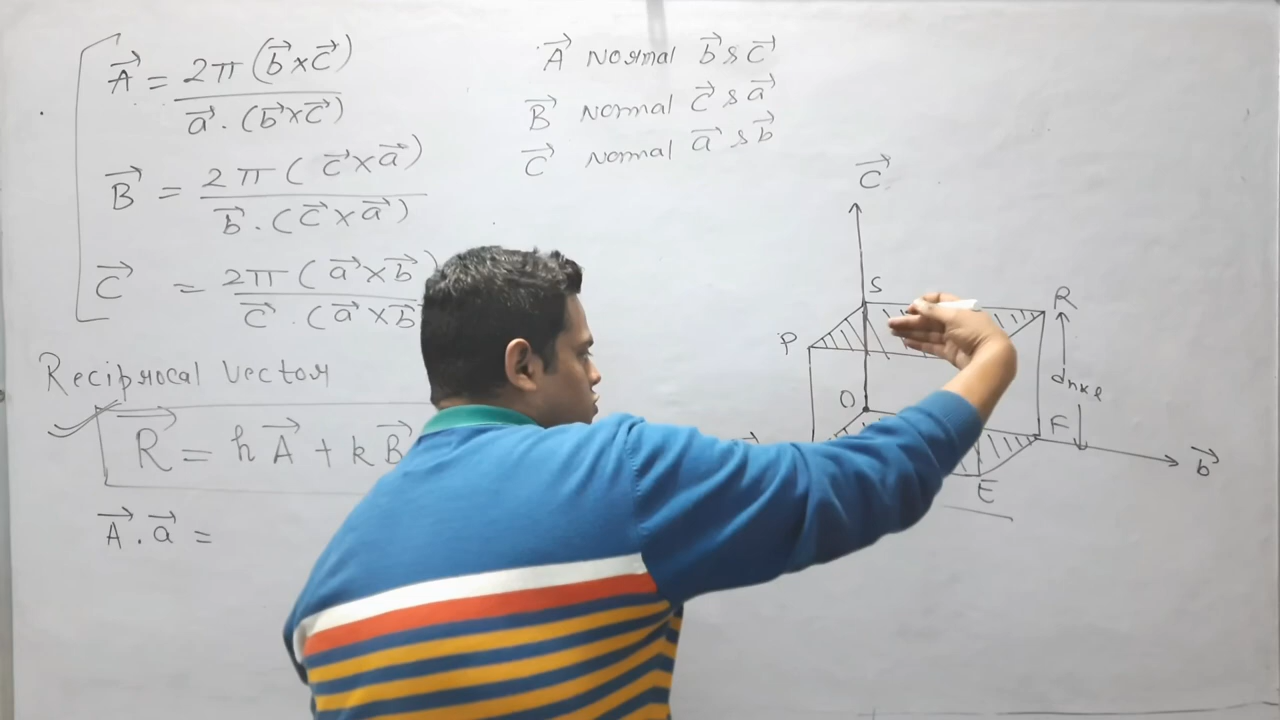 A⃗ = 2π (b⃗ × c⃗)
a⃗ . (b⃗ × c⃗)
B⃗ = 2π ( c⃗ × a⃗ )
b⃗ . ( c⃗ × a⃗ )
C⃗ = 2π ( a⃗ × b⃗ )
c⃗ . ( a⃗ × b⃗
Reciprocal vector
R⃗ = h A⃗ + k B⃗
A⃗ . a⃗ =
A⃗ Normal b⃗ & c⃗
B⃗ normal c⃗ & a⃗
C⃗ normal a⃗ & b⃗
c⃗
S
R
P
dhkl
O
F
b⃗
E